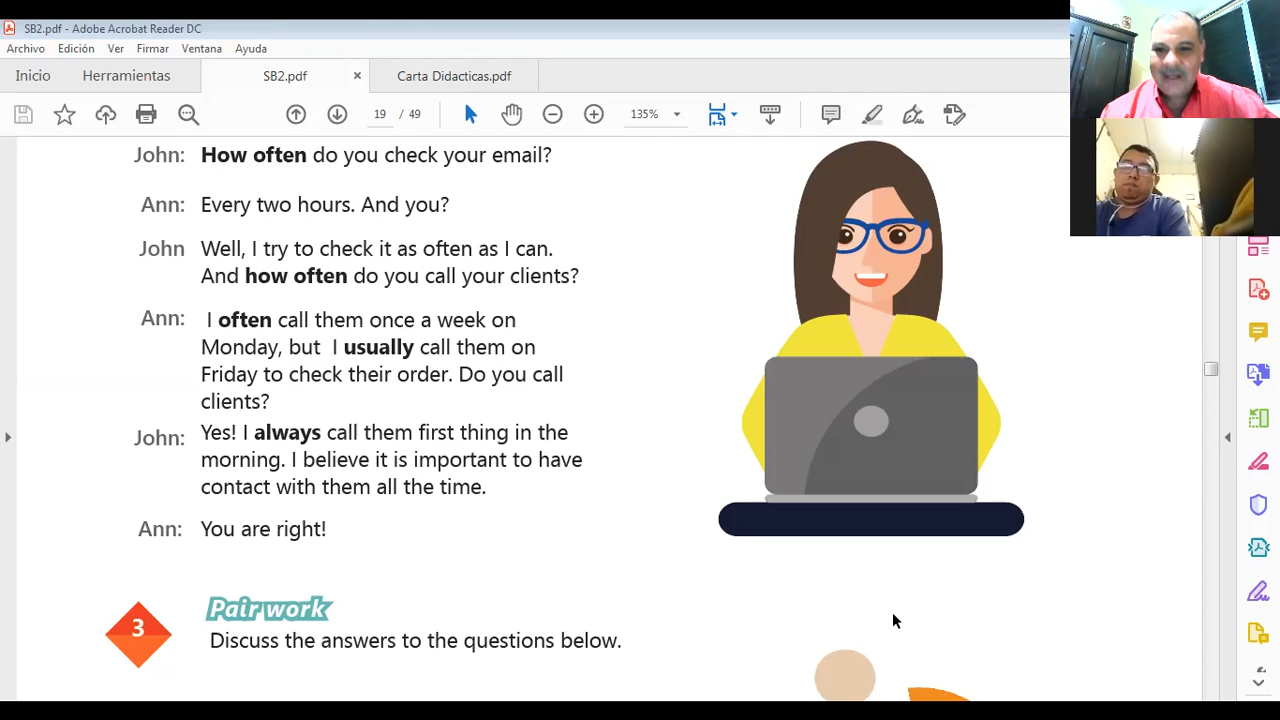 SB2.pdf - Adobe Acrobat Reader DC
Archivo Edición Ver Firmar Ventana Ayuda
Inicio Herramientas SB2.pdf × Carta Didacticas.pdf
19 / 49 135%
John: How often do you check your email?
Ann: Every two hours. And you?
John Well, I try to check it as often as I can.
And how often do you call your clients?
Ann: I often call them once a week on
Monday, but I usually call them on
Friday to check their order. Do you call
clients?
John: Yes! I always call them first thing in the
morning. I believe it is important to have
contact with them all the time.
Ann: You are right!
3 Pair work
Discuss the answers to the questions below.